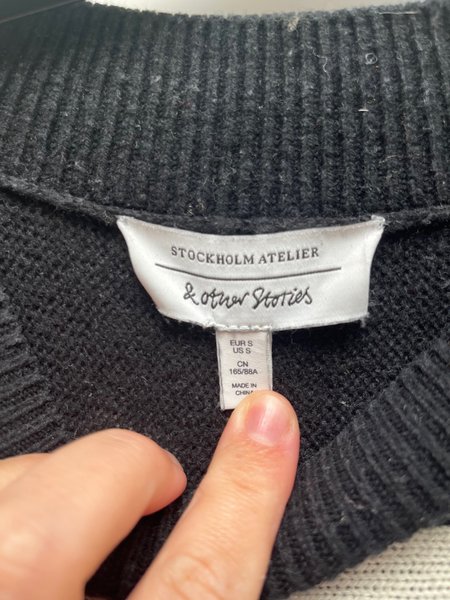 STOCKHOLM ATELIER
& other Stories
EUR S
US S
CN
165/88A
MADE IN
CHINA